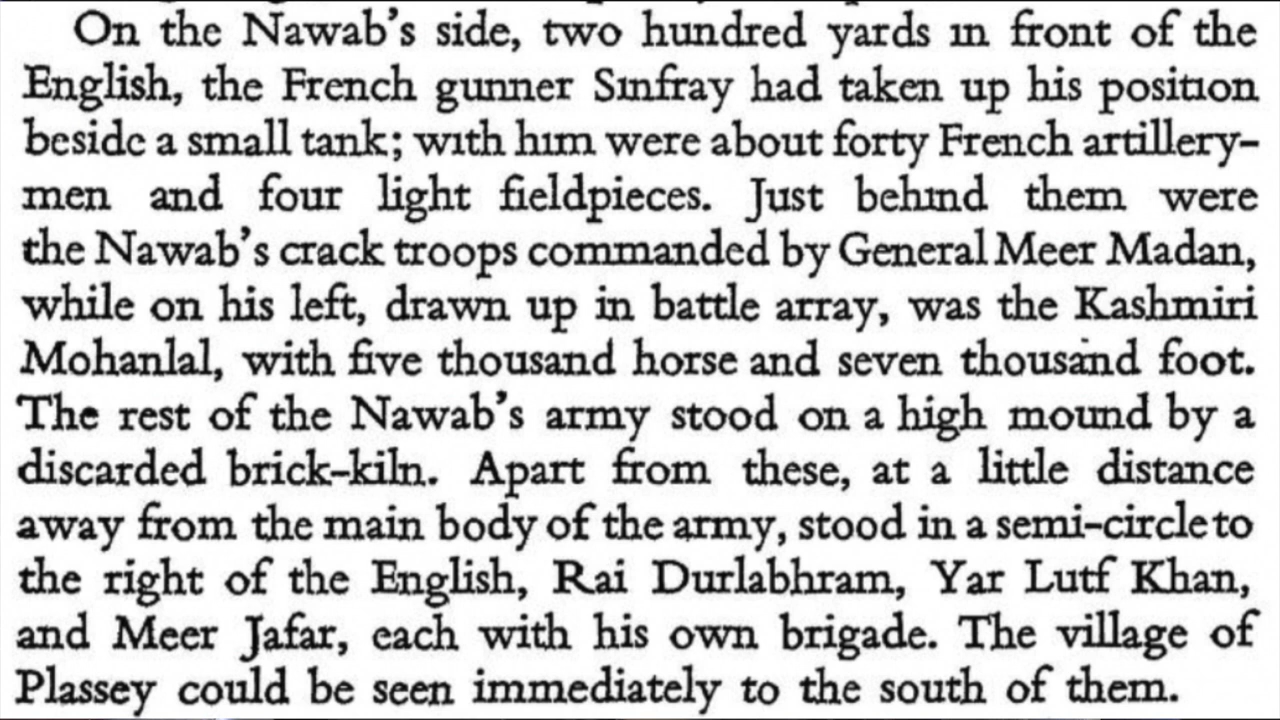 On the Nawab's side, two hundred yards in front of the
English, the French gunner Sinfray had taken up his position
beside a small tank; with him were about forty French artillery-
men and four light fieldpieces. Just behind them were
the Nawab's crack troops commanded by General Meer Madan,
while on his left, drawn up in battle array, was the Kashmiri
Mohanlal, with five thousand horse and seven thousand foot.
The rest of the Nawab's army stood on a high mound by a
discarded brick-kiln. Apart from these, at a little distance
away from the main body of the army, stood in a semi-circle to
the right of the English, Rai Durlabhram, Yar Lutf Khan,
and Meer Jafar, each with his own brigade. The village of
Plassey could be seen immediately to the south of them.